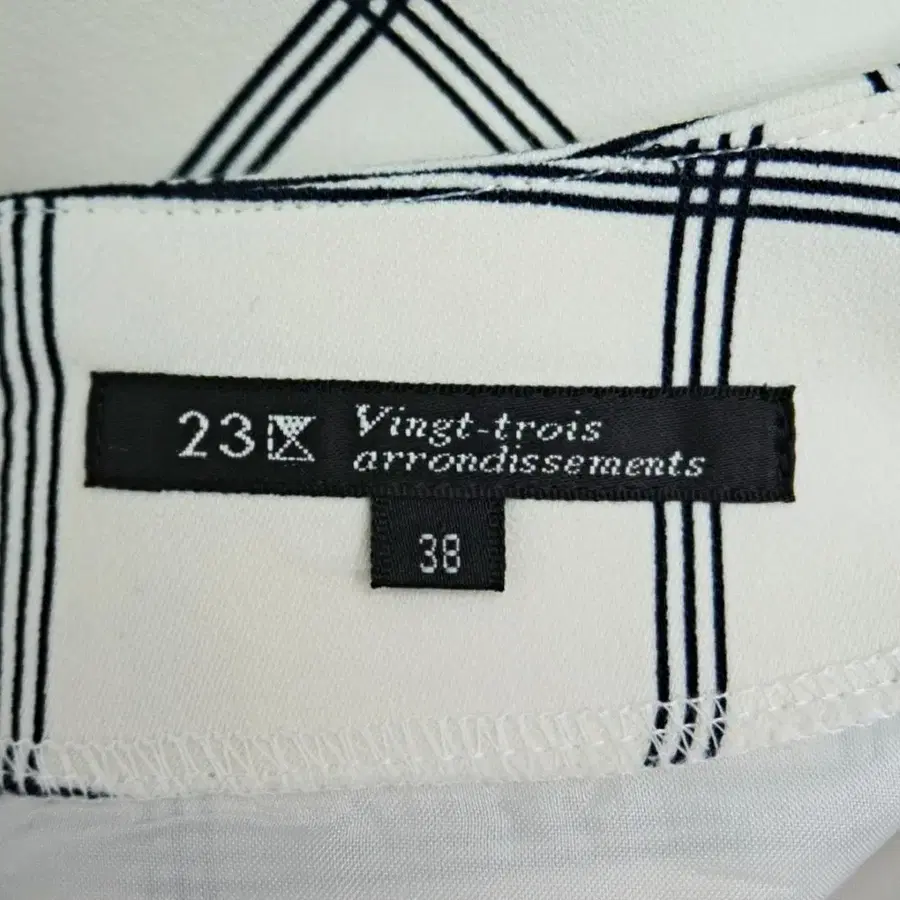 23区
Vingt-trois
arrondissements
38